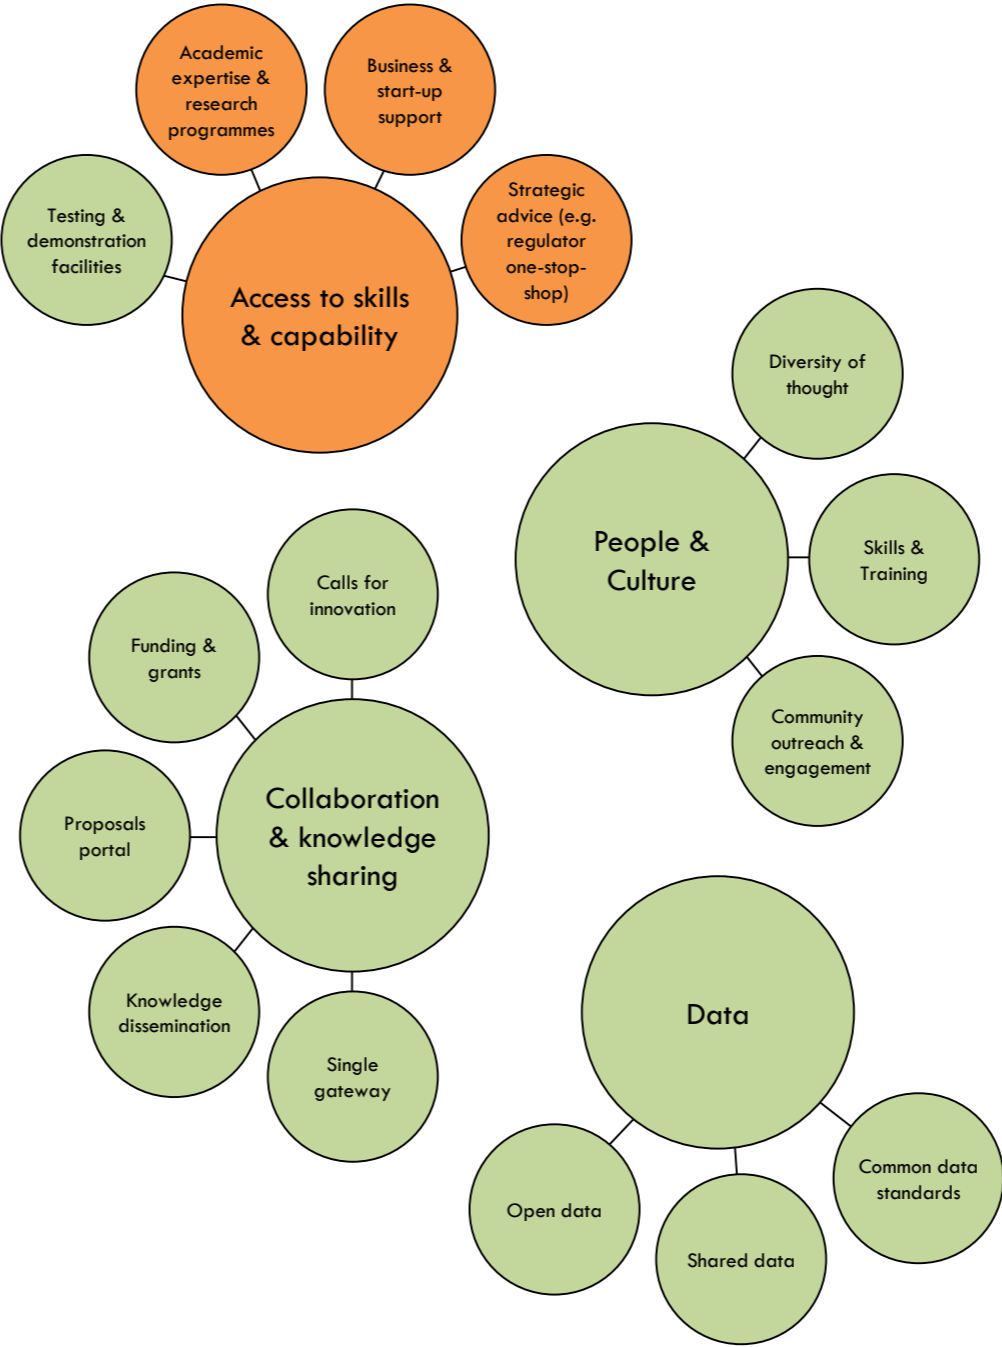 Academic
expertise &
research
programmes
Business &
start-up
support
Testing &
demonstration
facilities
Strategic
advice (e.g.
regulator
one-stop-
shop)
Access to skills
& capability
Diversity of
thought
People &
Culture
Skills &
Training
Community
outreach &
engagement
Calls for
innovation
Funding &
grants
Collaboration
& knowledge
sharing
Proposals
portal
Knowledge
dissemination
Single
gateway
Data
Open data
Shared data
Common data
standards